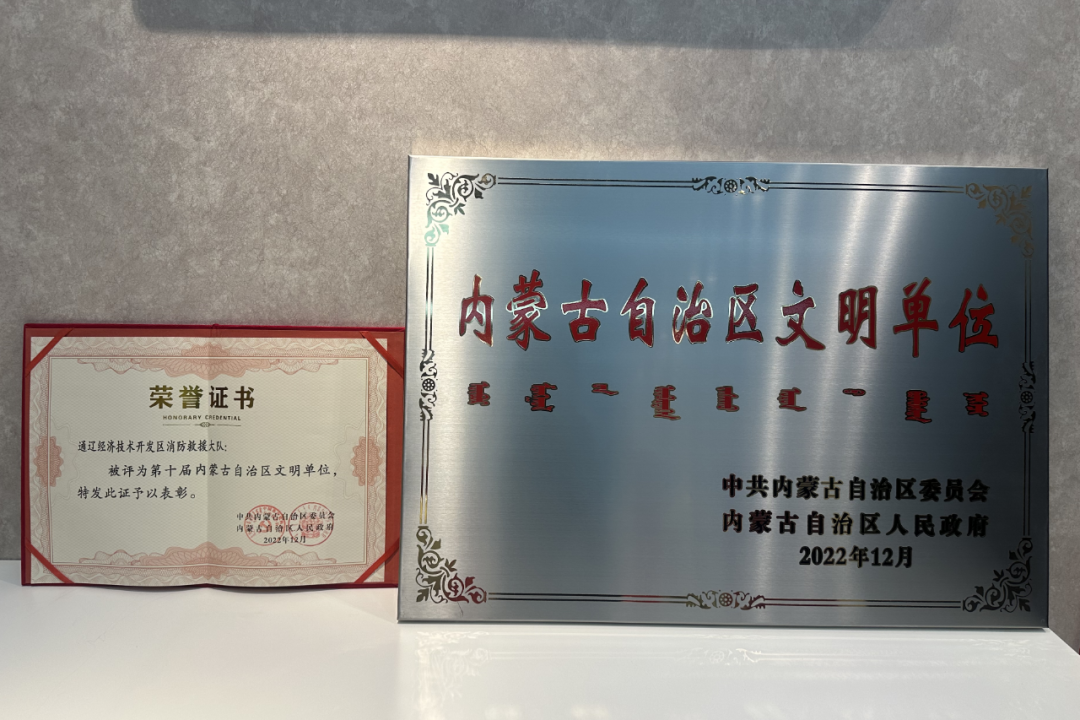 荣誉证书
HONORARY CREDENTIAL
通辽经济技术开发区消防救援大队:
被评为第十届内蒙古自治区文明单位,
特发此证予以表彰。
中共内蒙古自治区委员会
内蒙古自治区人民政府
2022年12月
内蒙古自治区文明单位
中共内蒙古自治区委员会
内蒙古自治区人民政府
2022年12月